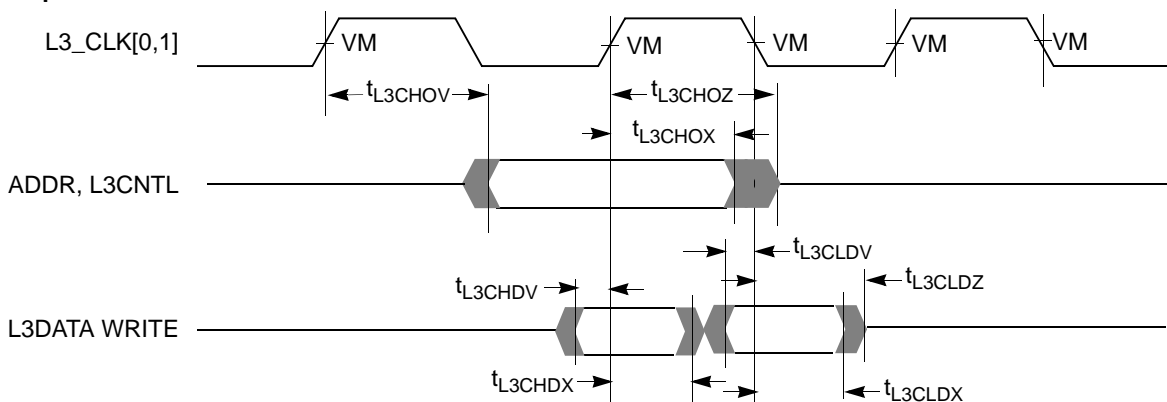 L3_CLK[0,1]
VM
VM
VM
VM
VM
tL3CHOV
tL3CHOZ
tL3CHOX
ADDR, L3CNTL
tL3CLDV
tL3CHDV
tL3CLDZ
L3DATA WRITE
tL3CHDX
tL3CLDX